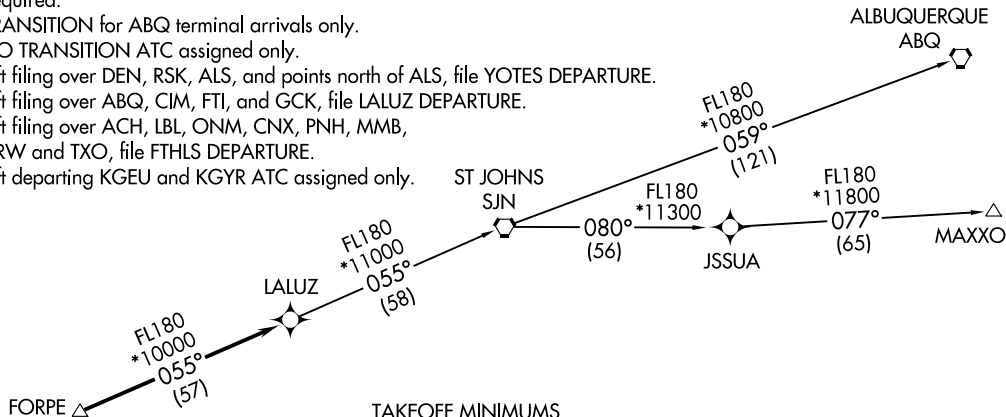 quired.
RANSITION for ABQ terminal arrivals only.
O TRANSITION ATC assigned only.
ft filing over DEN, RSK, ALS, and points north of ALS, file YOTES DEPARTURE.
ft filing over ABQ, CIM, FTI, and GCK, file LALUZ DEPARTURE.
ft filing over ACH, LBL, ONM, CNX, PNH, MMB,
RW and TXO, file FTHLS DEPARTURE.
ft departing KGEU and KGYR ATC assigned only.
ALBUQUERQUE
ABQ
FL180
*10800
059°
(121)
ST JOHNS
SJN
FL180
*11300
080°
(56)
JSSUA
FL180
*11800
077°
(65)
MAXXO
FL180
*11000
055°
(58)
LALUZ
FL180
*10000
055°
(57)
FORPE
TAKEOFF MINIMUMS